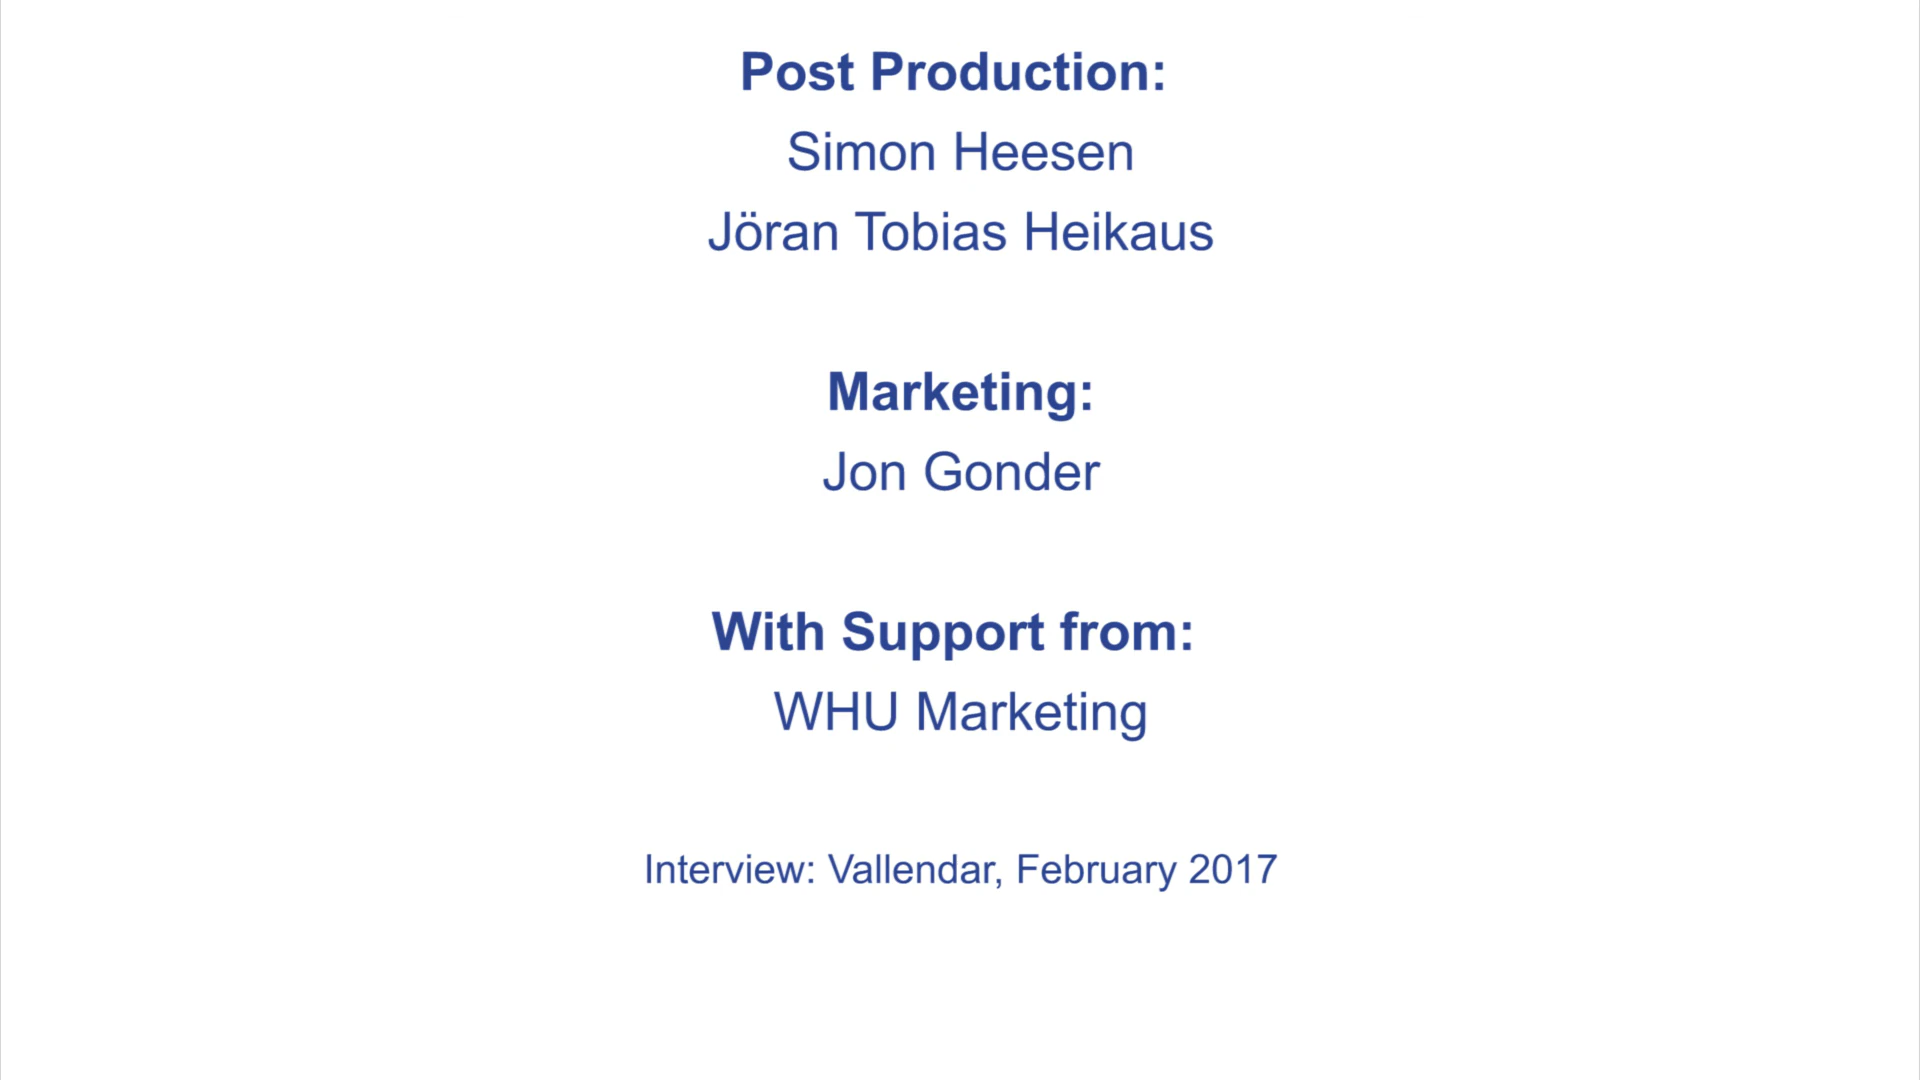 Post Production:
Simon Heesen
Jöran Tobias Heikaus
Marketing:
Jon Gonder
With Support from:
WHU Marketing
Interview: Vallendar, February 2017